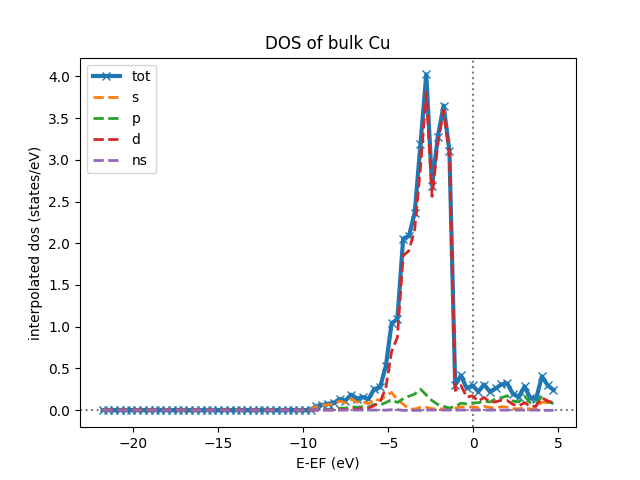 DOS of bulk Cu
interpolated dos (states/eV)
4.0
3.5
3.0
2.5
2.0
1.5
1.0
0.5
0.0
tot
s
p
d
ns
−20 −15 −10 −5 0 5
E-EF (eV)